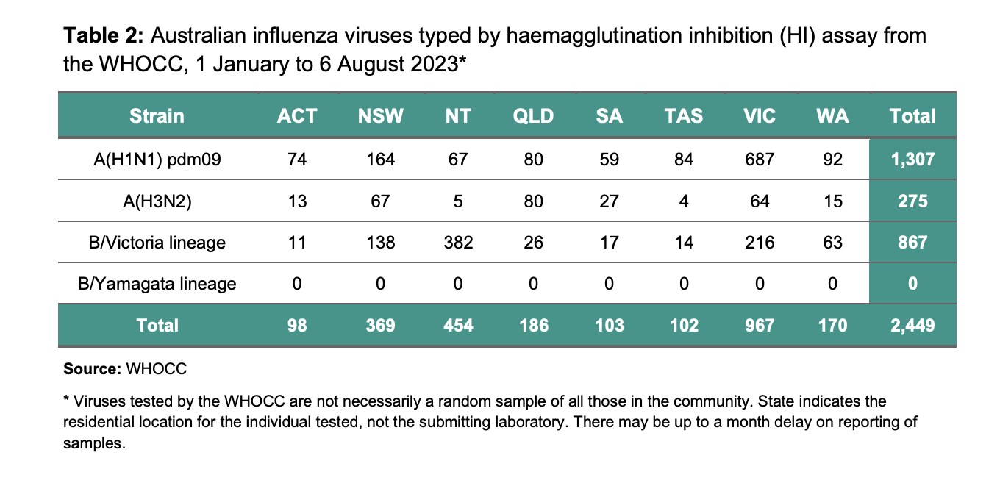 Table 2: Australian influenza viruses typed by haemagglutination inhibition (HI) assay from
the WHOCC, 1 January to 6 August 2023*
Strain ACT NSW NT QLD SA TAS VIC WA Total
A(H1N1) pdm09 74 164 67 80 59 84 687 92 1,307
A(H3N2) 13 67 5 80 27 4 64 15 275
B/Victoria lineage 11 138 382 26 17 14 216 63 867
B/Yamagata lineage 0 0 0 0 0 0 0 0 0
Total 98 369 454 186 103 102 967 170 2,449
Source: WHOCC
* Viruses tested by the WHOCC are not necessarily a random sample of all those in the community. State indicates the
residential location for the individual tested, not the submitting laboratory. There may be up to a month delay on reporting of
samples.